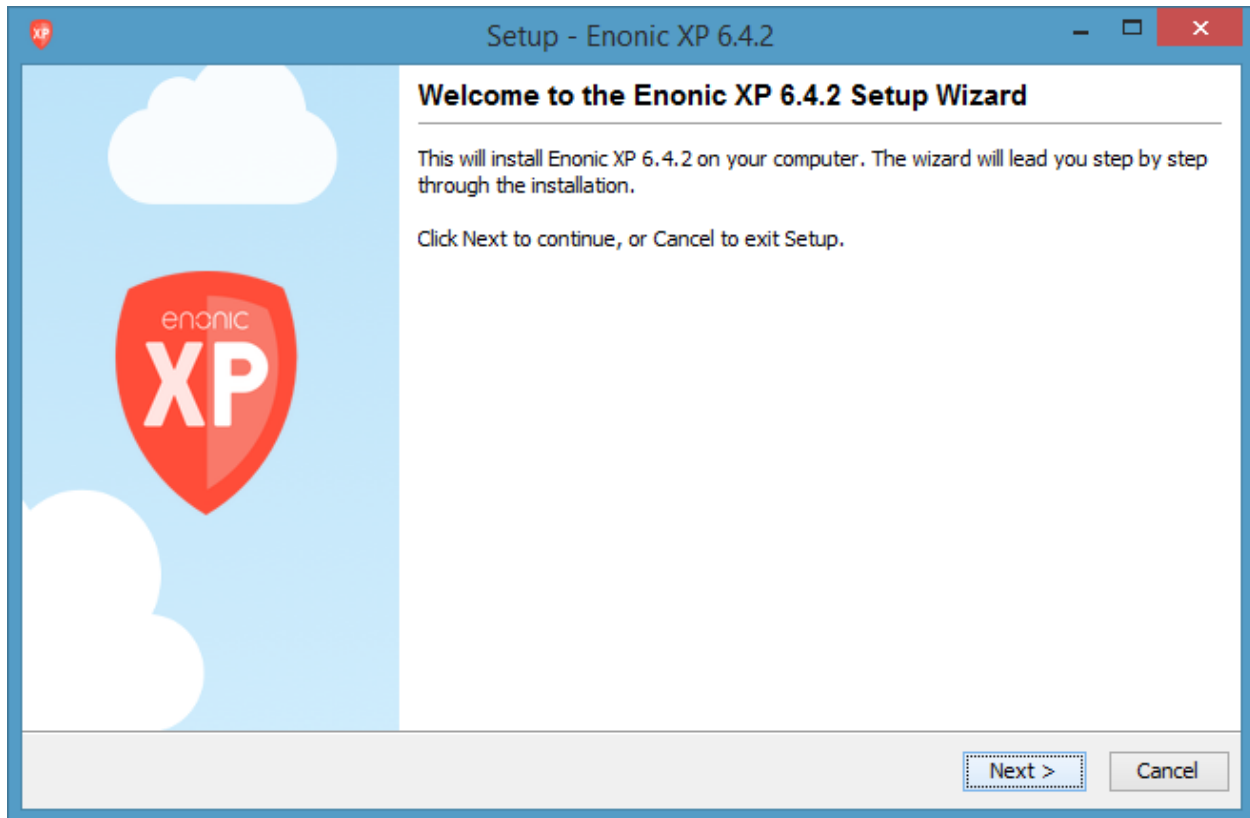 XP
Setup - Enonic XP 6.4.2
Welcome to the Enonic XP 6.4.2 Setup Wizard
This will install Enonic XP 6.4.2 on your computer. The wizard will lead you step by step
through the installation.
Click Next to continue, or Cancel to exit Setup.
enonic
XP
Next >
Cancel